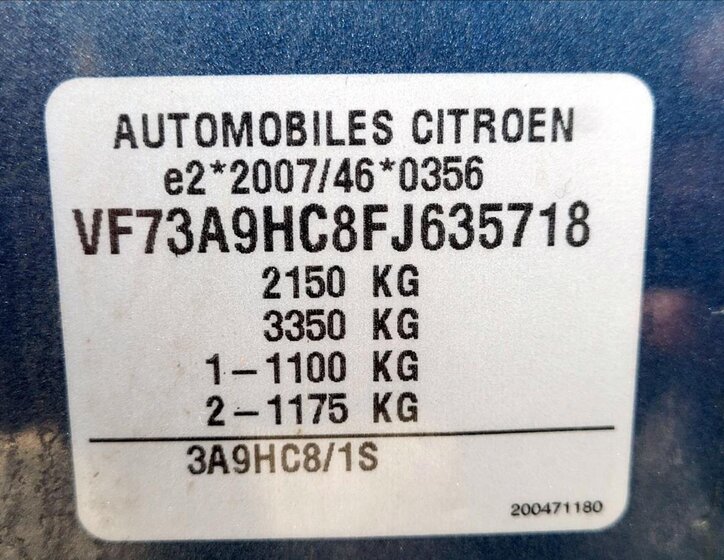 AUTOMOBILES CITROEN
e2*2007/46*0356
VF73A9HC8FJ635718
2150 KG
3350 KG
1-1100 KG
2-1175 KG
3A9HC8/1S
200471180